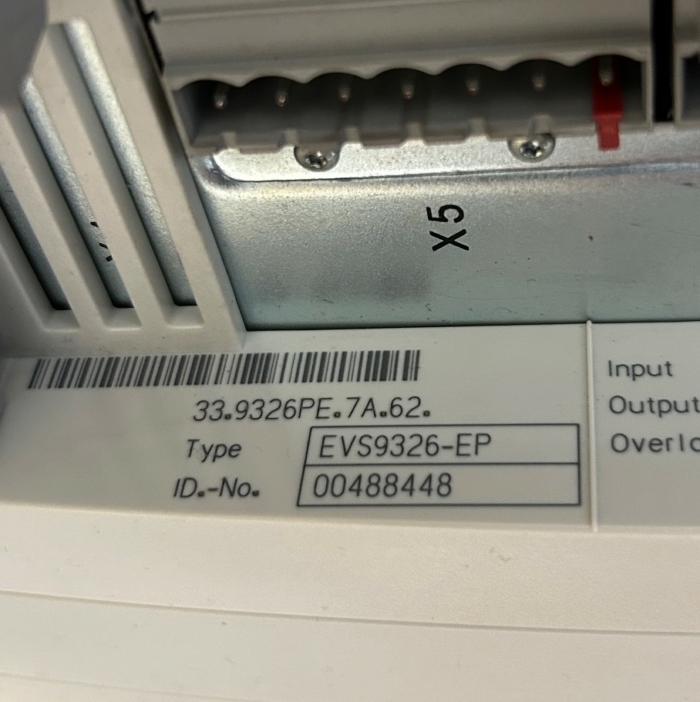 X5
33.9326PE.7A.62.
Type EVS9326-EP
ID.-No. 00488448
Input
Output